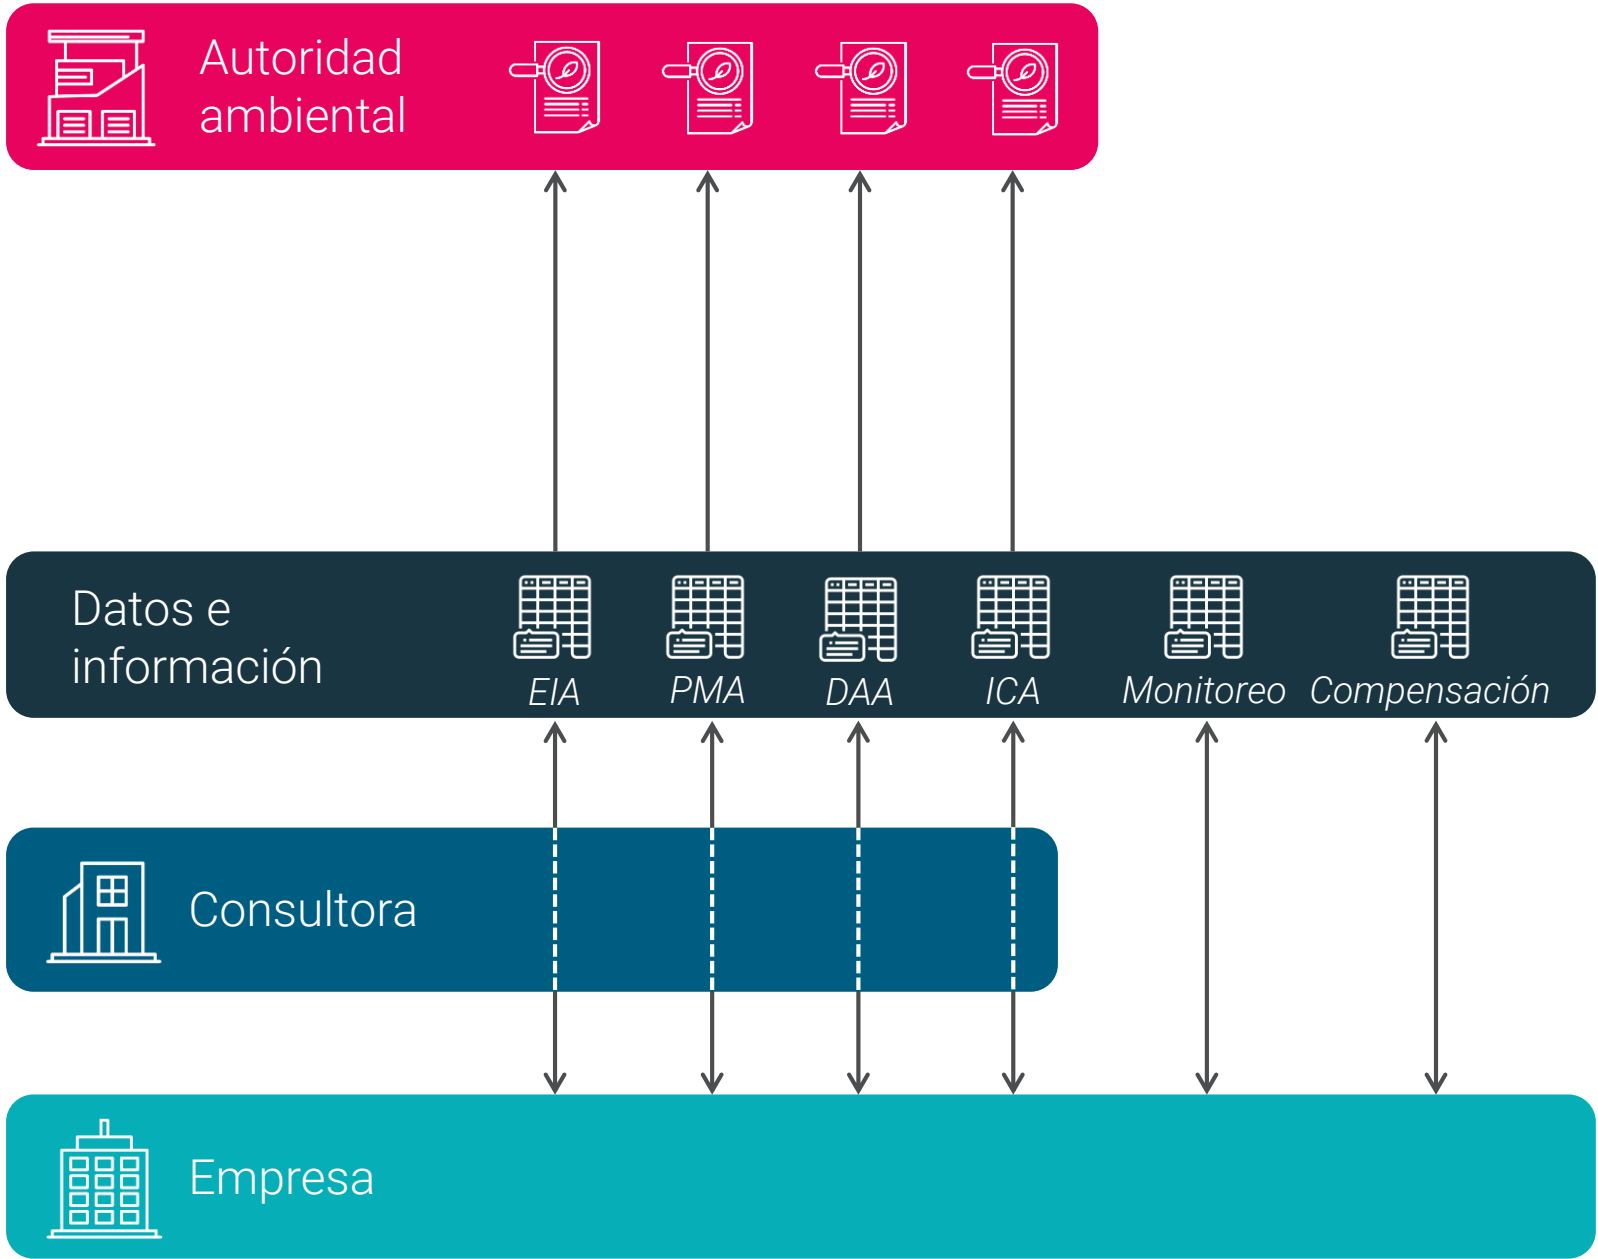 Autoridad
ambiental
Datos e
información
EIA
PMA
DAA
ICA
Monitoreo
Compensación
Consultora
Empresa